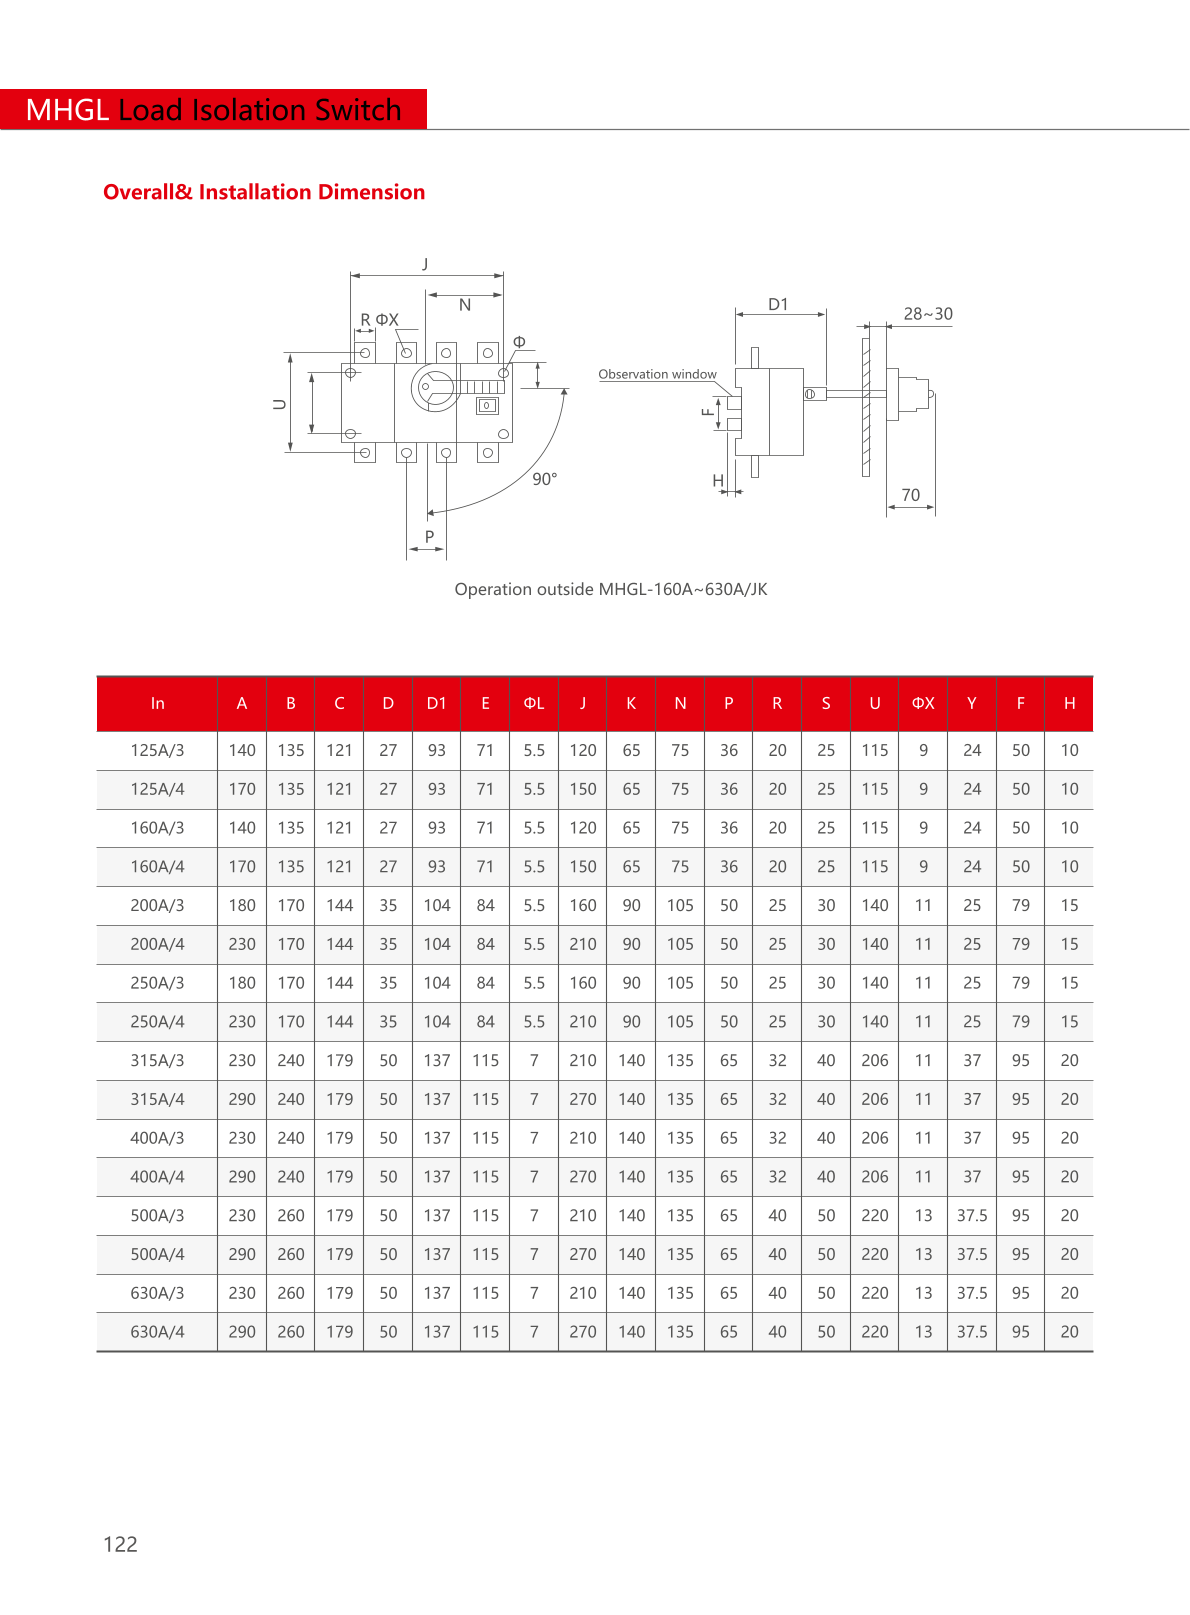 MHGL Load Isolation Switch
Overall& Installation Dimension
J
N
R ΦX
Φ
U
90°
P
D1
28~30
Observation window
F
H
70
Operation outside MHGL-160A~630A/JK
In A B C D D1 E ΦL J K N P R S U ΦX Y F H
125A/3 140 135 121 27 93 71 5.5 120 65 75 36 20 25 115 9 24 50 10
125A/4 170 135 121 27 93 71 5.5 150 65 75 36 20 25 115 9 24 50 10
160A/3 140 135 121 27 93 71 5.5 120 65 75 36 20 25 115 9 24 50 10
160A/4 170 135 121 27 93 71 5.5 150 65 75 36 20 25 115 9 24 50 10
200A/3 180 170 144 35 104 84 5.5 160 90 105 50 25 30 140 11 25 79 15
200A/4 230 170 144 35 104 84 5.5 210 90 105 50 25 30 140 11 25 79 15
250A/3 180 170 144 35 104 84 5.5 160 90 105 50 25 30 140 11 25 79 15
250A/4 230 170 144 35 104 84 5.5 210 90 105 50 25 30 140 11 25 79 15
315A/3 230 240 179 50 137 115 7 210 140 135 65 32 40 206 11 37 95 20
315A/4 290 240 179 50 137 115 7 270 140 135 65 32 40 206 11 37 95 20
400A/3 230 240 179 50 137 115 7 210 140 135 65 32 40 206 11 37 95 20
400A/4 290 240 179 50 137 115 7 270 140 135 65 32 40 206 11 37 95 20
500A/3 230 260 179 50 137 115 7 210 140 135 65 40 50 220 13 37.5 95 20
500A/4 290 260 179 50 137 115 7 270 140 135 65 40 50 220 13 37.5 95 20
630A/3 230 260 179 50 137 115 7 210 140 135 65 40 50 220 13 37.5 95 20
630A/4 290 260 179 50 137 115 7 270 140 135 65 40 50 220 13 37.5 95 20
122